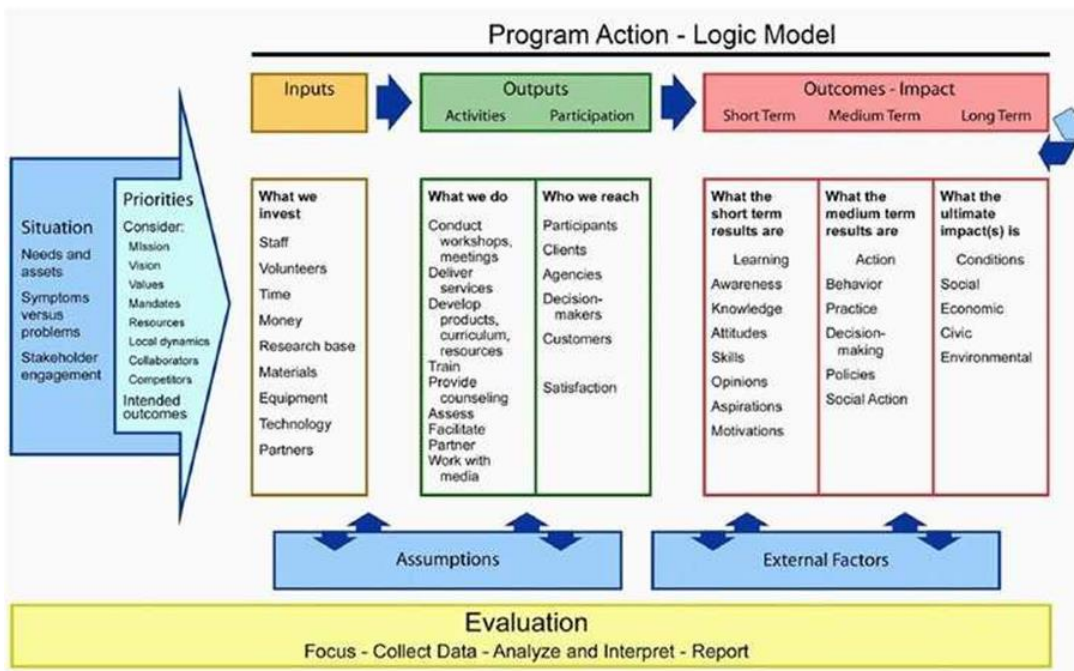 Program Action - Logic Model
Inputs
Outputs
Activities Participation
Outcomes - Impact
Short Term Medium Term Long Term
Situation
Needs and
assets
Symptoms
versus
problems
Stakeholder
engagement
Priorities
Consider:
Mission
Vision
Values
Mandates
Resources
Local dynamics
Collaborators
Competitors
Intended
outcomes
What we
invest
Staff
Volunteers
Time
Money
Research base
Materials
Equipment
Technology
Partners
What we do
Conduct
workshops,
meetings
Deliver
services
Develop
products,
curriculum,
resources
Train
Provide
counseling
Assess
Facilitate
Partner
Work with
media
Who we reach
Participants
Clients
Agencies
Decision-
makers
Customers
Satisfaction
What the
short term
results are
Learning
Awareness
Knowledge
Attitudes
Skills
Opinions
Aspirations
Motivations
What the
medium term
results are
Action
Behavior
Practice
Decision-
making
Policies
Social Action
What the
ultimate
impact(s) is
Conditions
Social
Economic
Civic
Environmental
Assumptions
External Factors
Evaluation
Focus - Collect Data - Analyze and Interpret - Report